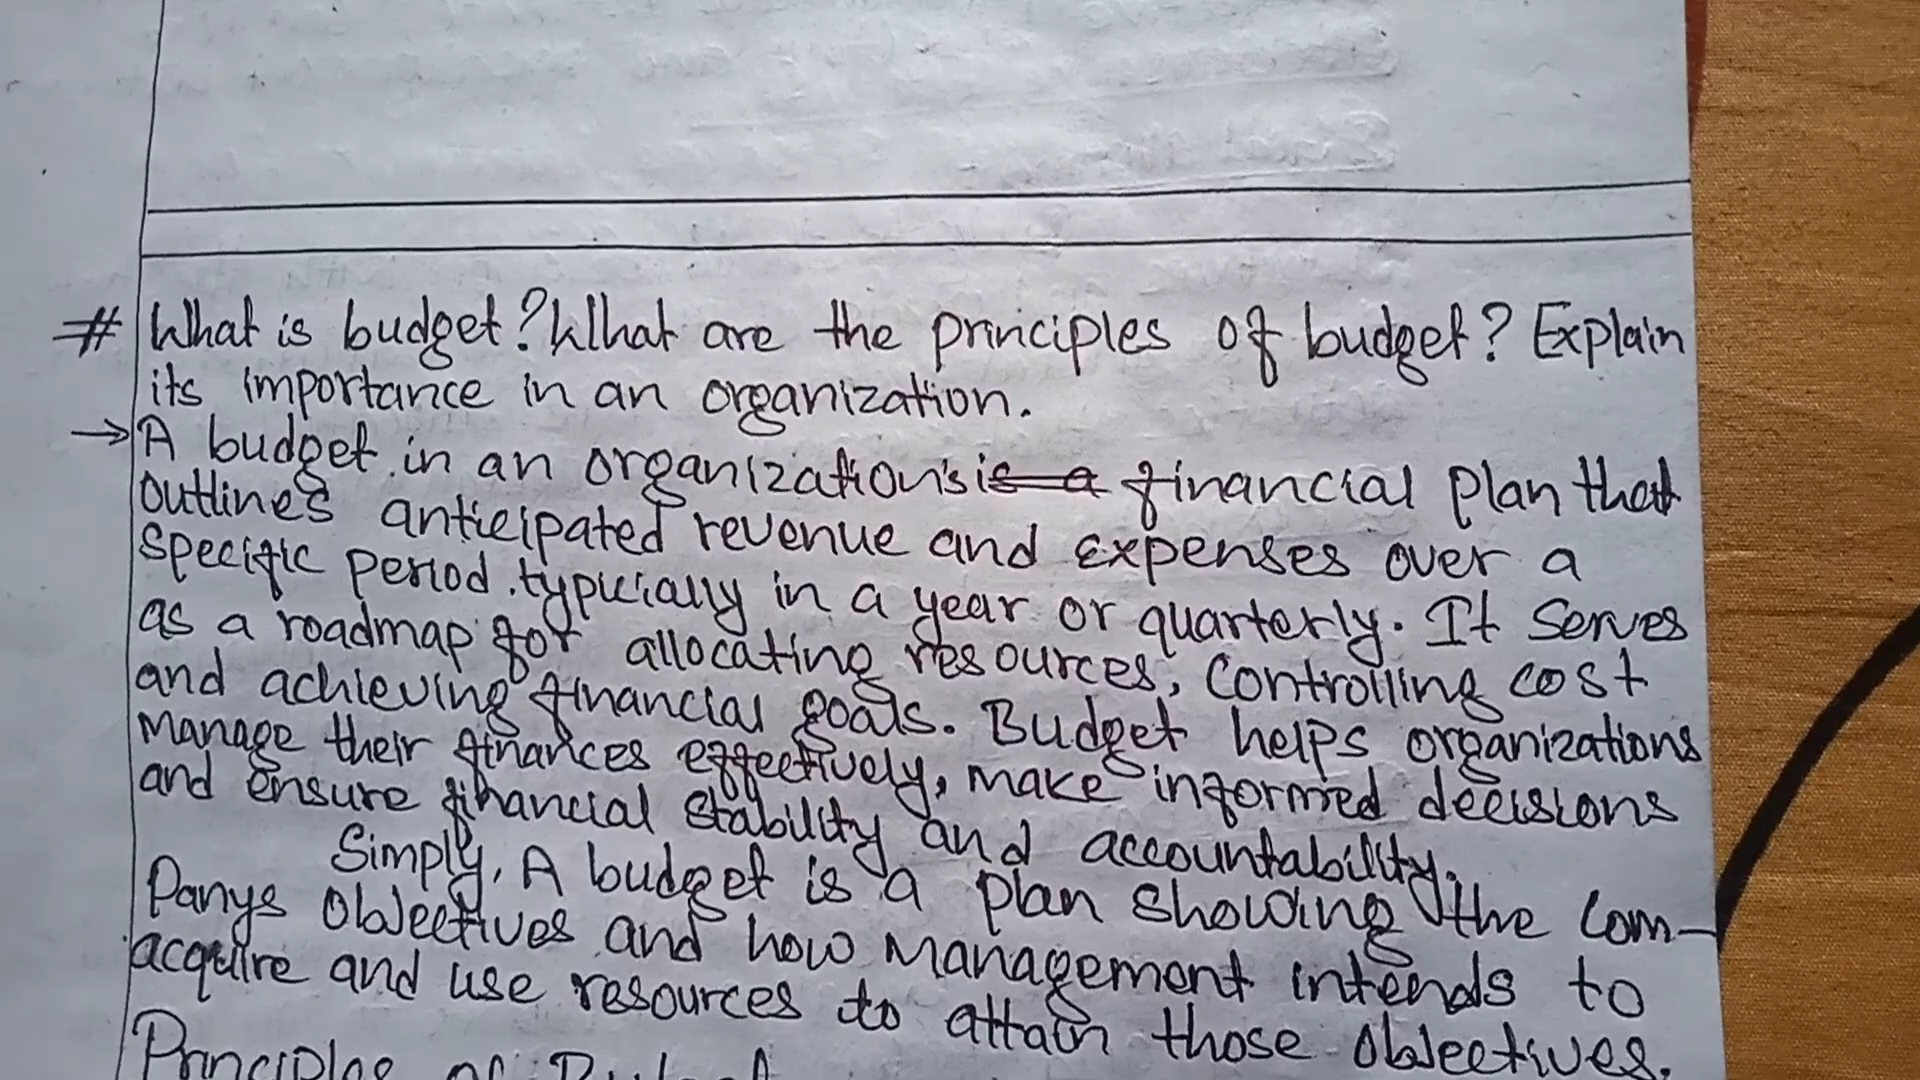 # What is budget? What are the principles of budget? Explain
its importance in an organization.
→ A budget in an organization's is a financial plan that
outlines anticipated revenue and expenses over a
specific period. typically in a year or quarterly. It serves
as a roadmap for allocating resources, controlling cost
and achieving financial goals. Budget helps organizations
manage their finances effectively, make informed decisions
and ensure financial stability and accountability.
Simply, A budget is a plan showing the com-
panys objectives and how management intends to
acquire and use resources to attain those objectives.
Principles of Budget